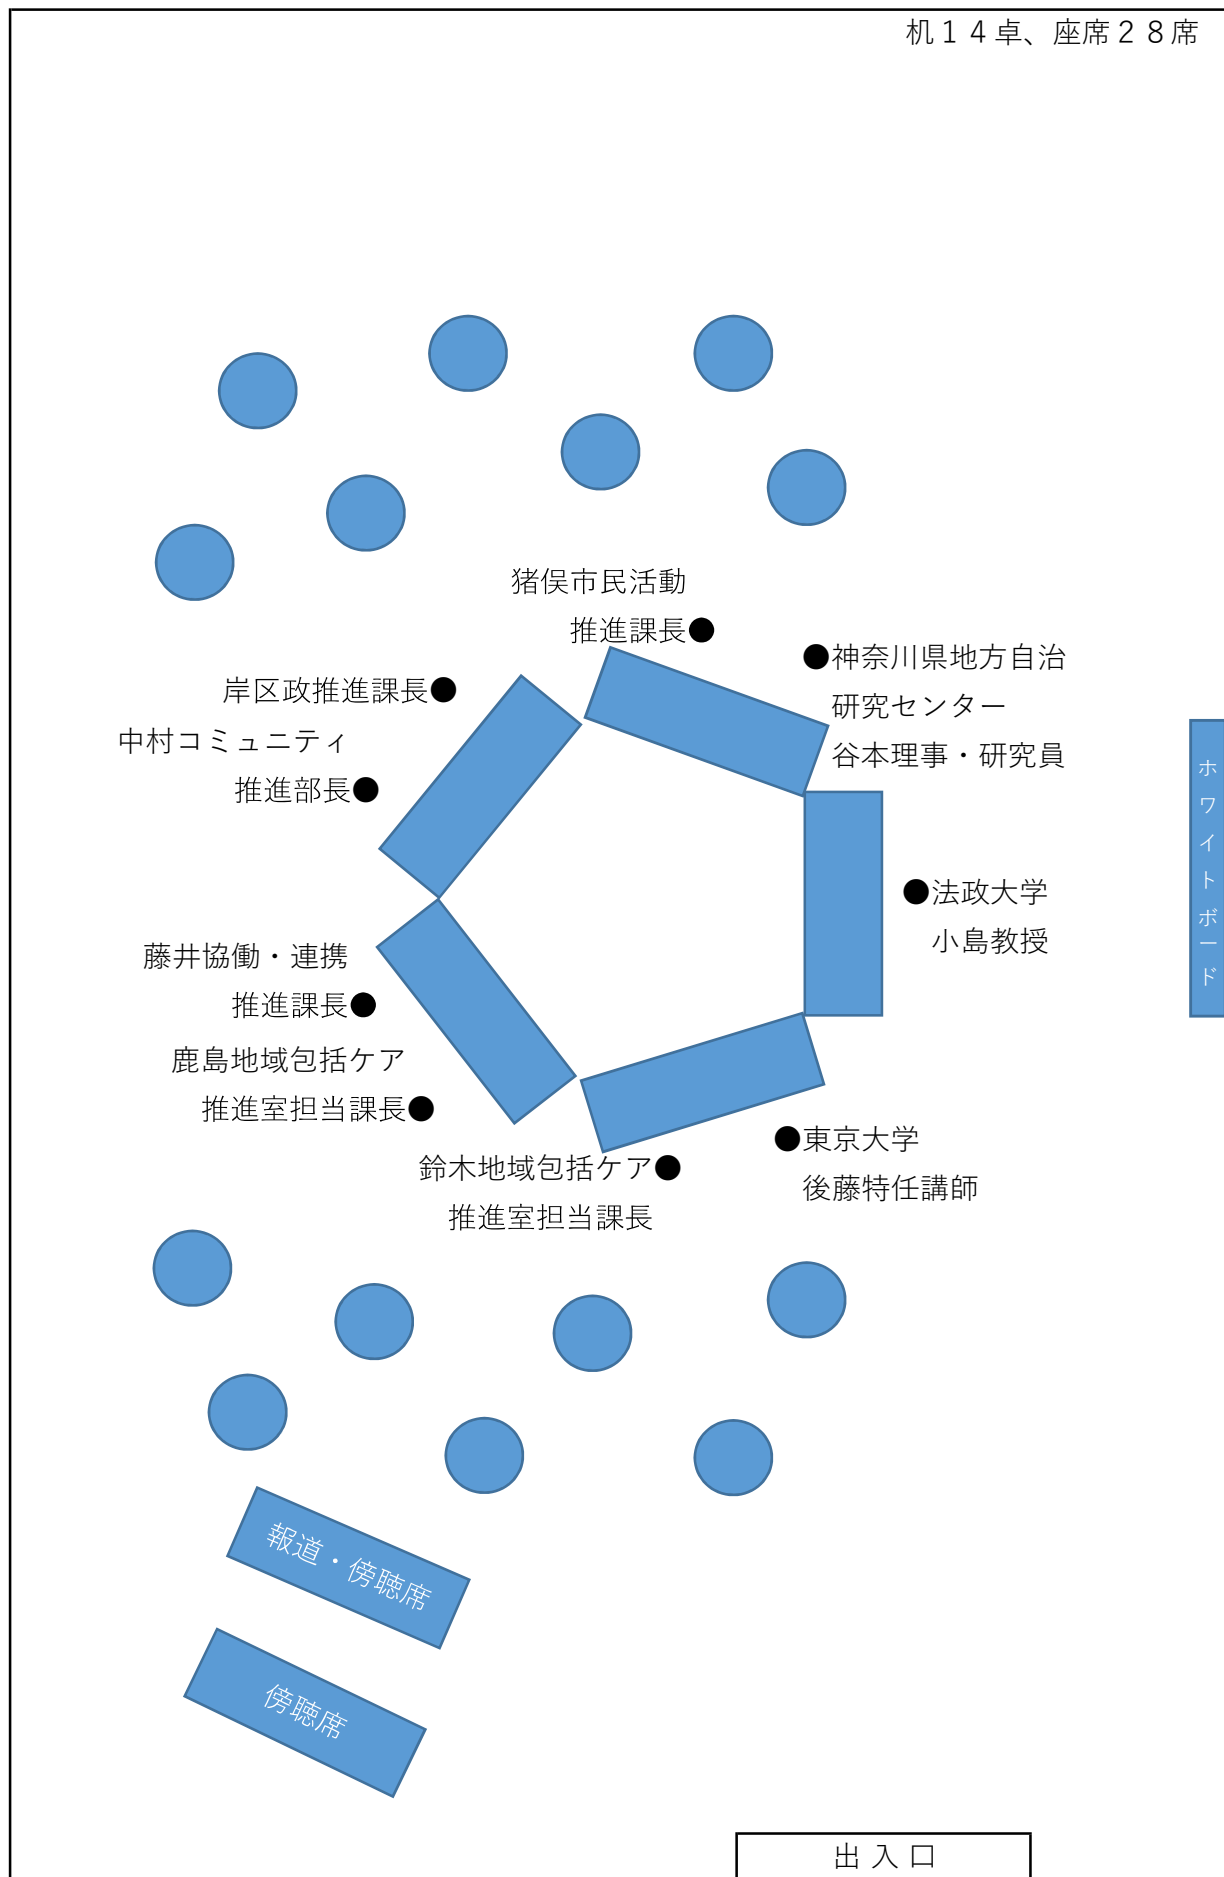 机１４卓、座席２８席
猪俣市民活動
推進課長●
●神奈川県地方自治
研究センター
谷本理事・研究員
岸区政推進課長●
中村コミュニティ
推進部長●
ホワイトボード
●法政大学
小島教授
藤井協働・連携
推進課長●
鹿島地域包括ケア
推進室担当課長●
●東京大学
後藤特任講師
鈴木地域包括ケア●
推進室担当課長
報道・傍聴席
傍聴席
出入口